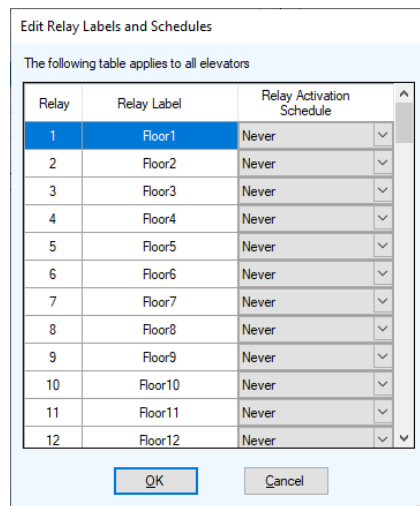 Edit Relay Labels and Schedules
The following table applies to all elevators
Relay Relay Label Relay Activation Schedule
1 Floor1 Never
2 Floor2 Never
3 Floor3 Never
4 Floor4 Never
5 Floor5 Never
6 Floor6 Never
7 Floor7 Never
8 Floor8 Never
9 Floor9 Never
10 Floor10 Never
11 Floor11 Never
12 Floor12 Never
OK Cancel